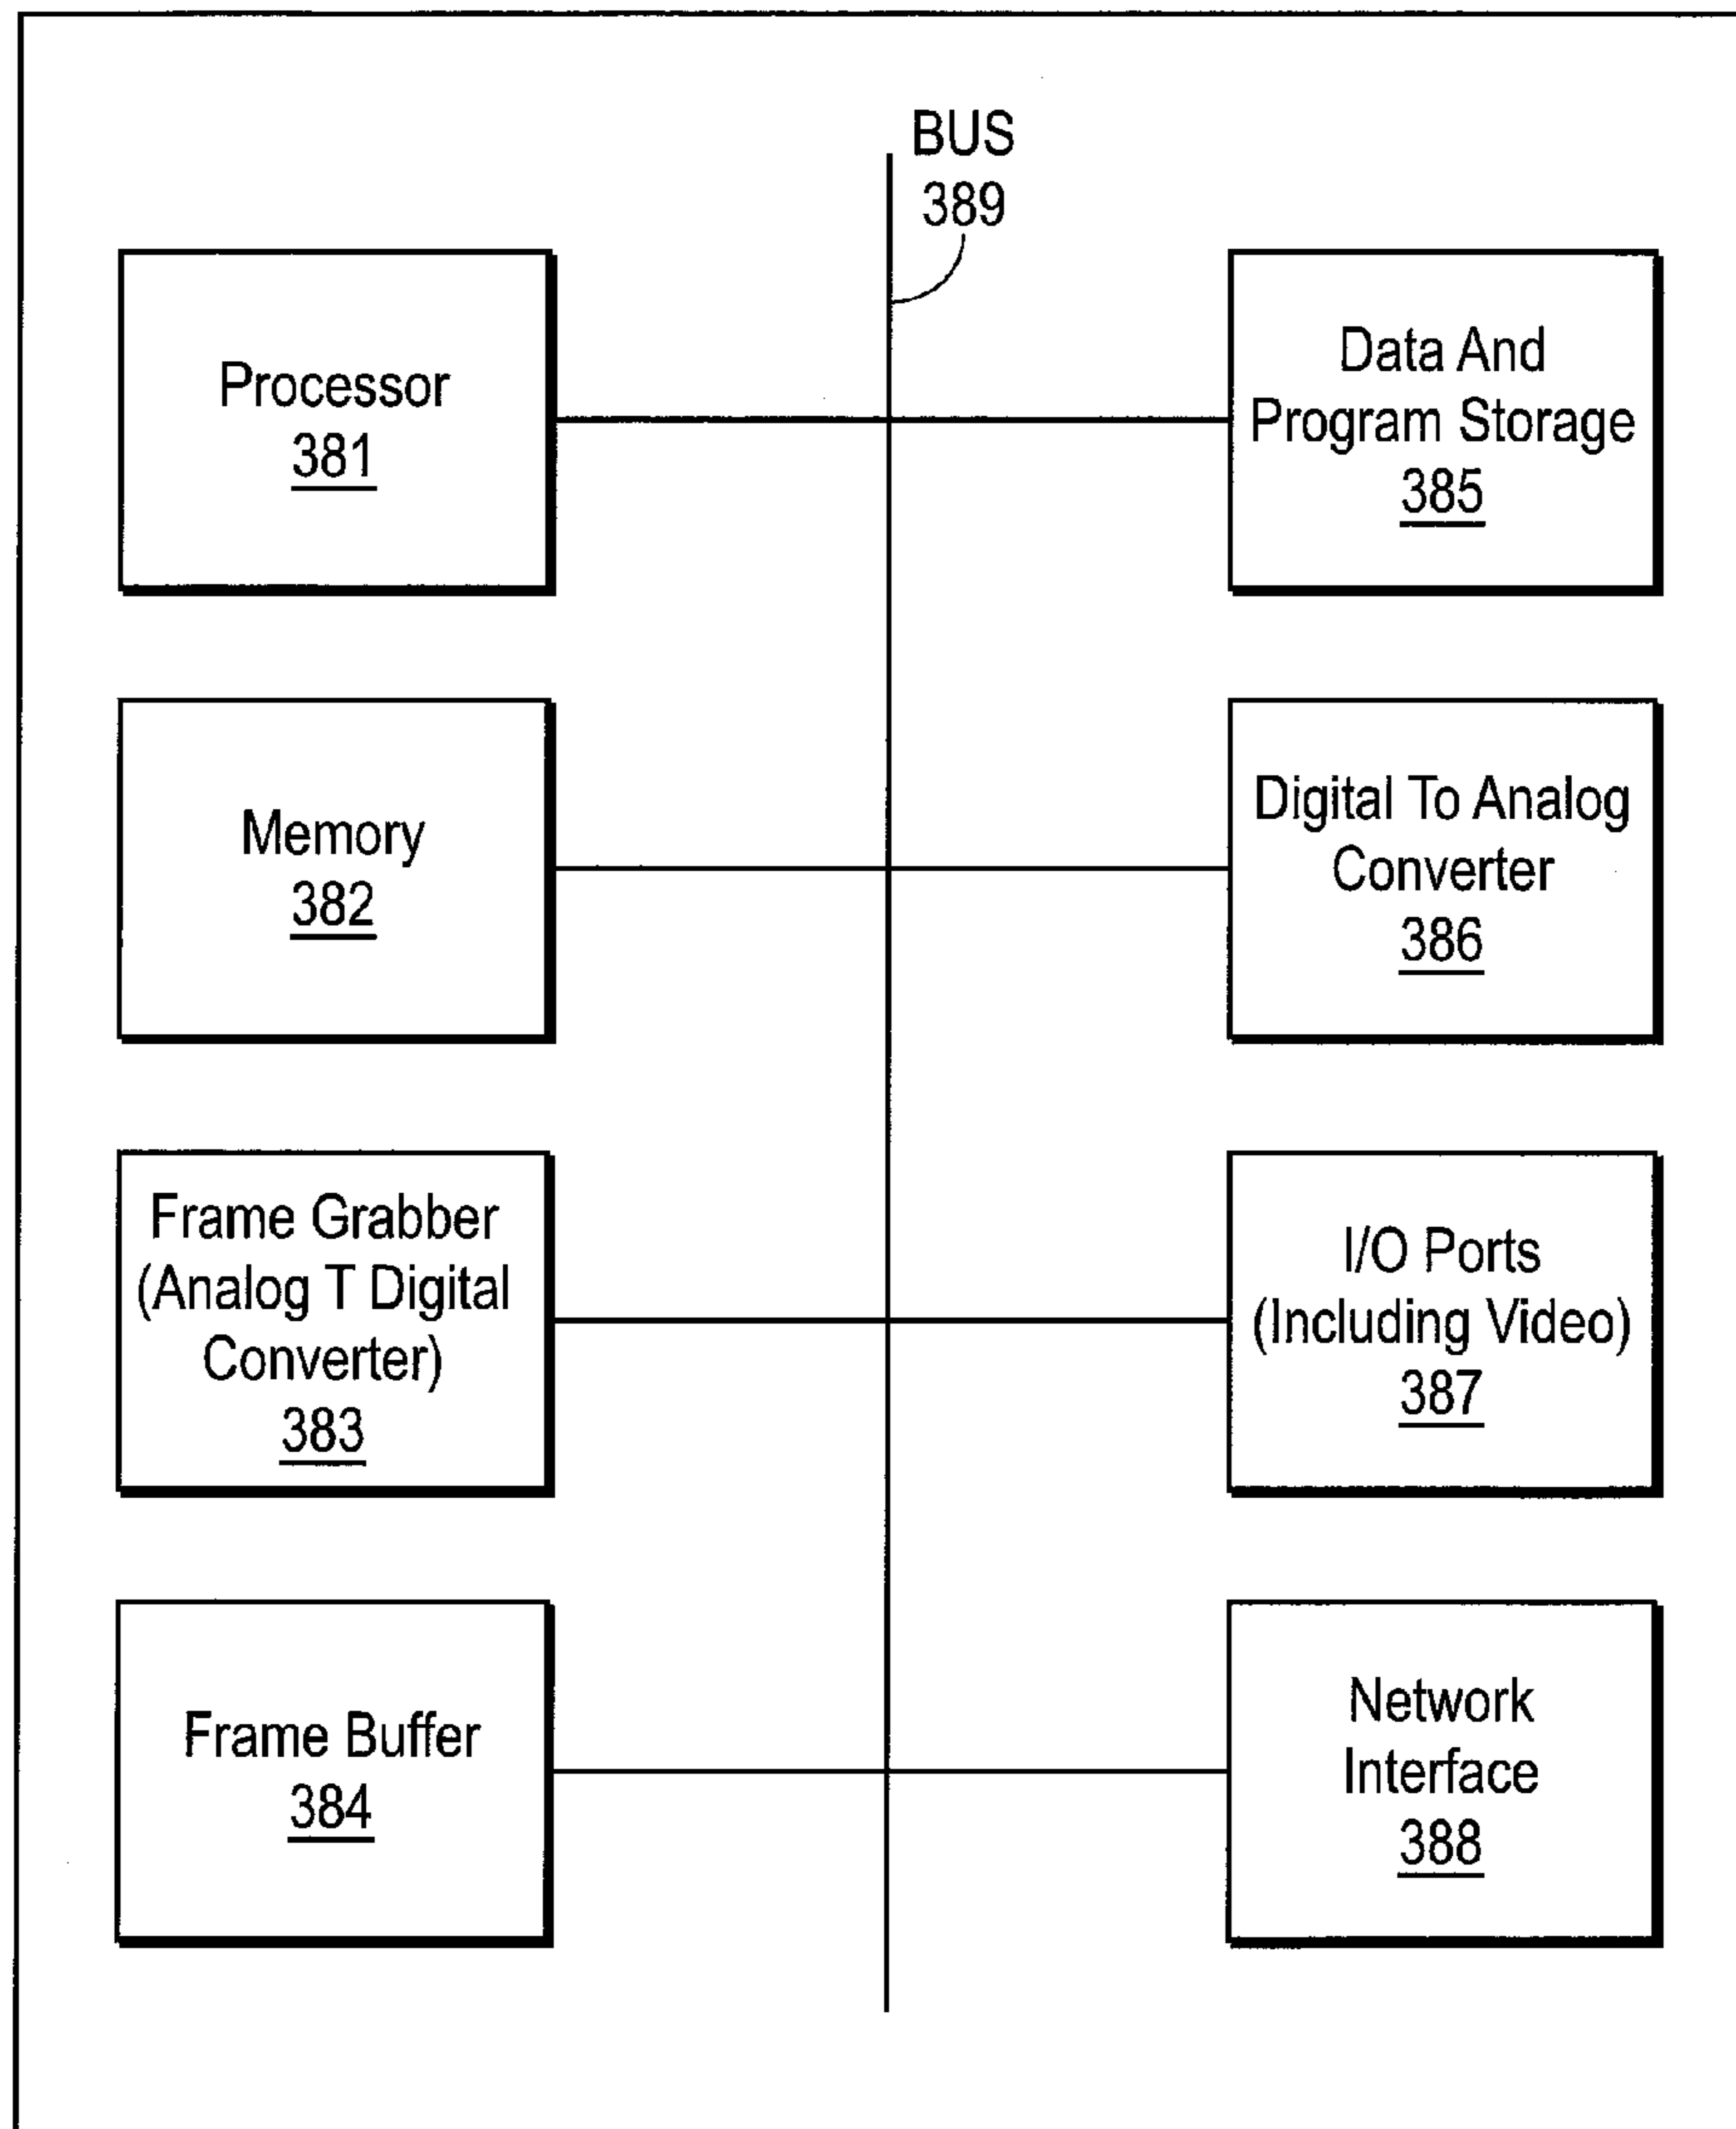 BUS
389
Processor
381
Data And
Program Storage
385
Memory
382
Digital To Analog
Converter
386
Frame Grabber
(Analog T Digital
Converter)
383
I/O Ports
(Including Video)
387
Frame Buffer
384
Network
Interface
388